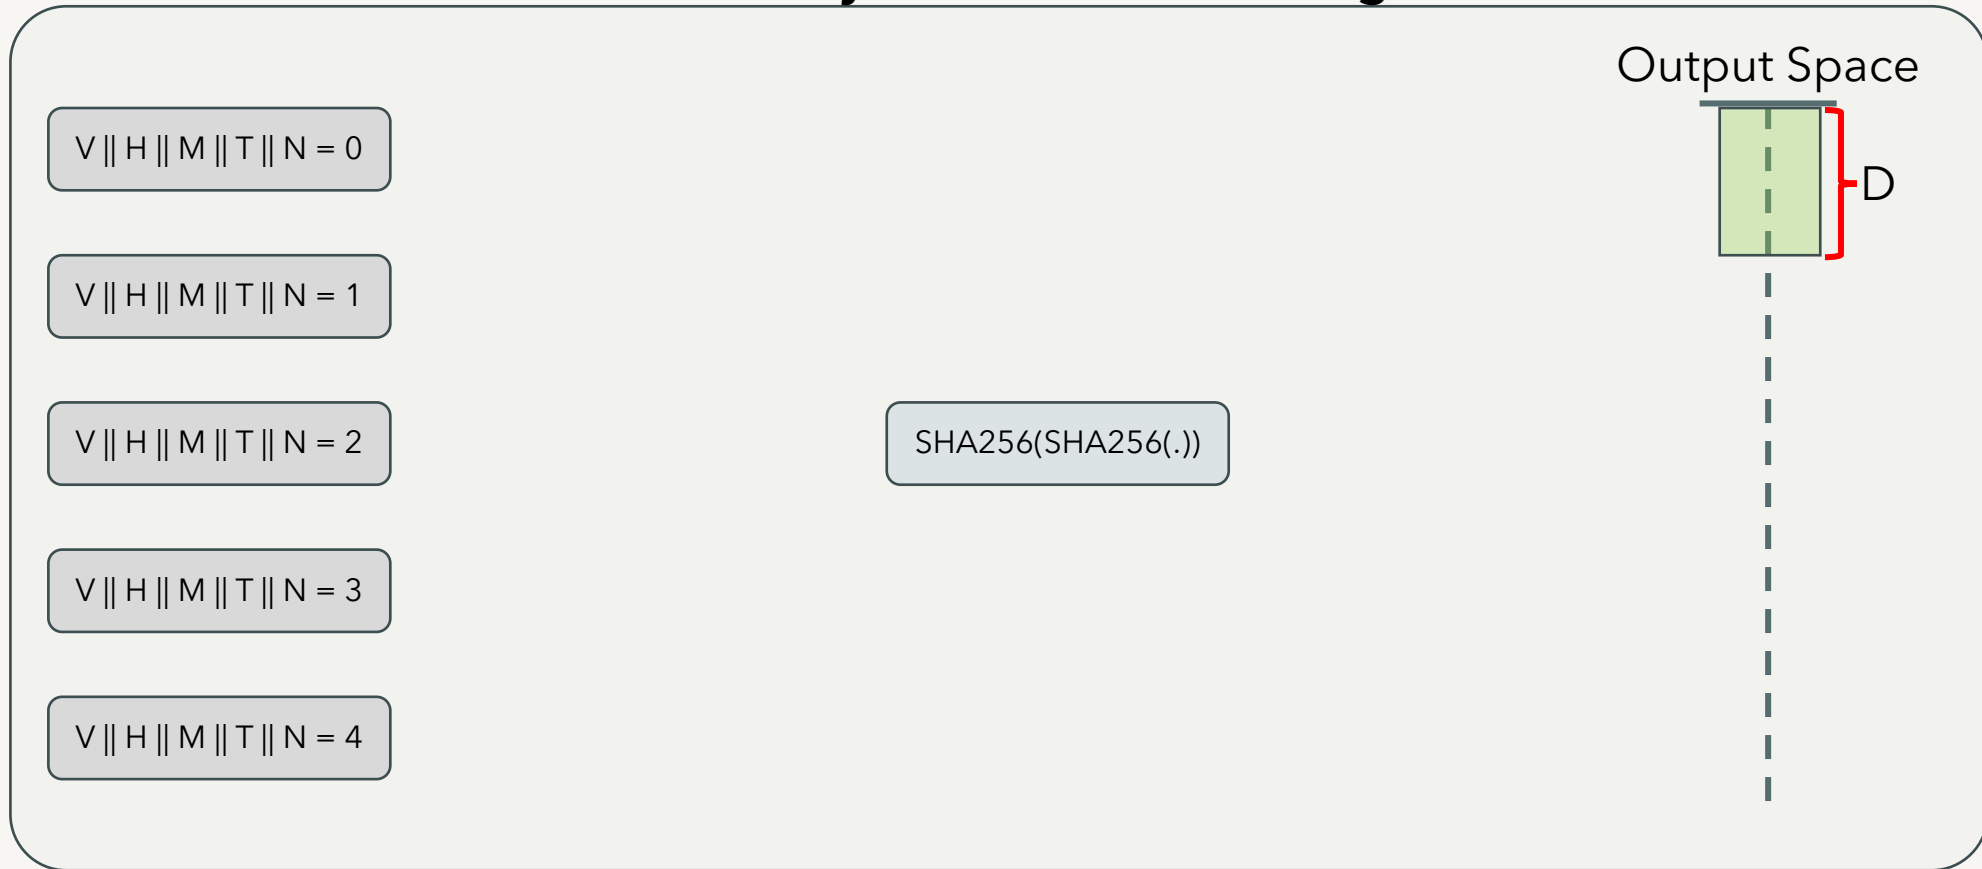 Output Space
V || H || M || T || N = 0
D
V || H || M || T || N = 1
V || H || M || T || N = 2
SHA256(SHA256(.))
V || H || M || T || N = 3
V || H || M || T || N = 4